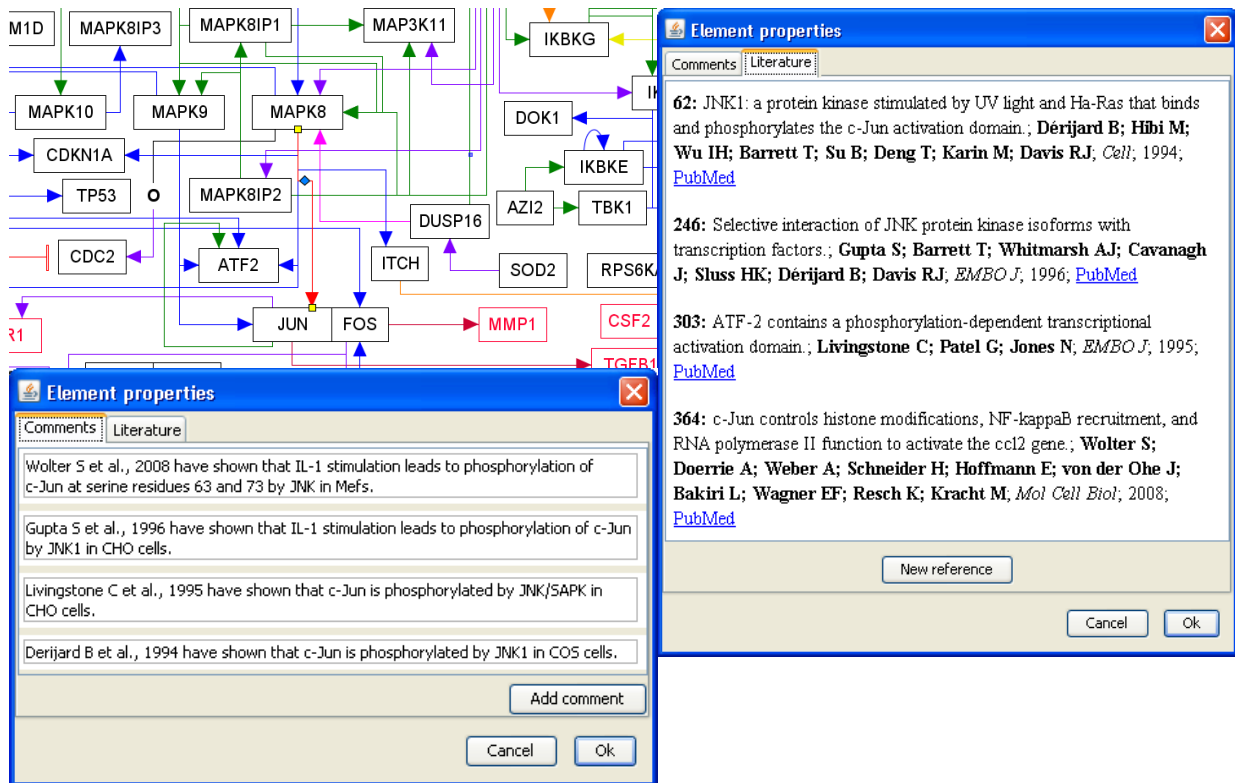 M1D
MAPK8IP3
MAPK8IP1
MAP3K11
IKBKG
MAPK10
MAPK9
MAPK8
DOK1
CDKN1A
IKBKE
TP53
O
MAPK8IP2
AZI2
TBK1
DUSP16
CDC2
ATF2
ITCH
SOD2
RPS6KA
R1
JUN
FOS
MMP1
CSF2
TGFB1
Element properties
Comments
Literature
Wolter S et al., 2008 have shown that IL-1 stimulation leads to phosphorylation of
c-Jun at serine residues 63 and 73 by JNK in Mefs.
Gupta S et al., 1996 have shown that IL-1 stimulation leads to phosphorylation of c-Jun
by JNK1 in CHO cells.
Livingstone C et al., 1995 have shown that c-Jun is phosphorylated by JNK/SAPK in
CHO cells.
Derijard B et al., 1994 have shown that c-Jun is phosphorylated by JNK1 in COS cells.
Add comment
Cancel
Ok
Element properties
Comments
Literature
62: JNK1: a protein kinase stimulated by UV light and Ha-Ras that binds
and phosphorylates the c-Jun activation domain.; Dérijard B; Hibi M;
Wu IH; Barrett T; Su B; Deng T; Karin M; Davis RJ; Cell; 1994;
PubMed
246: Selective interaction of JNK protein kinase isoforms with
transcription factors.; Gupta S; Barrett T; Whitmarsh AJ; Cavanagh
J; Sluss HK; Dérijard B; Davis RJ; EMBO J; 1996; PubMed
303: ATF-2 contains a phosphorylation-dependent transcriptional
activation domain.; Livingstone C; Patel G; Jones N; EMBO J; 1995;
PubMed
364: c-Jun controls histone modifications, NF-kappaB recruitment, and
RNA polymerase II function to activate the ccl2 gene.; Wolter S;
Doerrie A; Weber A; Schneider H; Hoffmann E; von der Ohe J;
Bakiri L; Wagner EF; Resch K; Kracht M; Mol Cell Biol; 2008;
PubMed
New reference
Cancel
Ok